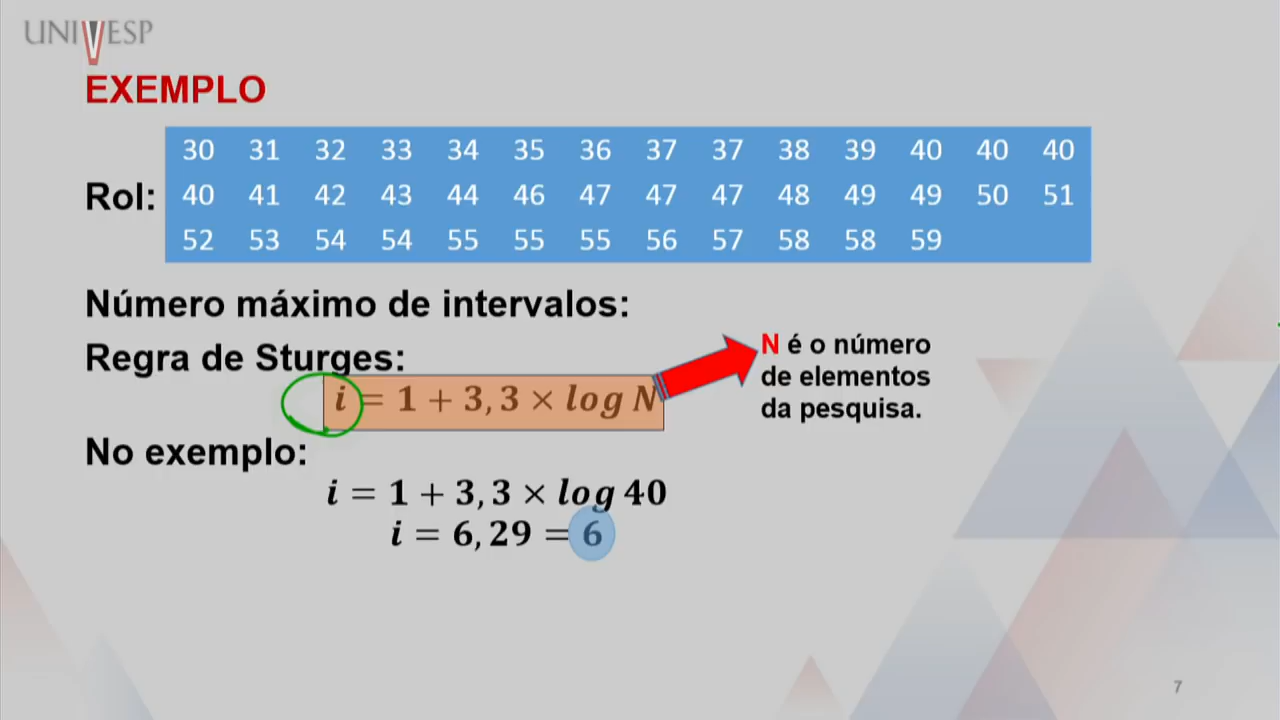 UNIVESP
EXEMPLO
Rol:
30 31 32 33 34 35 36 37 37 38 39 40 40 40
40 41 42 43 44 46 47 47 47 48 49 49 50 51
52 53 54 54 55 55 55 56 57 58 58 59
Número máximo de intervalos:
Regra de Sturges:
i = 1 + 3,3 × log N
N é o número
de elementos
da pesquisa.
No exemplo:
i = 1 + 3,3 × log 40
i = 6,29 = 6
7